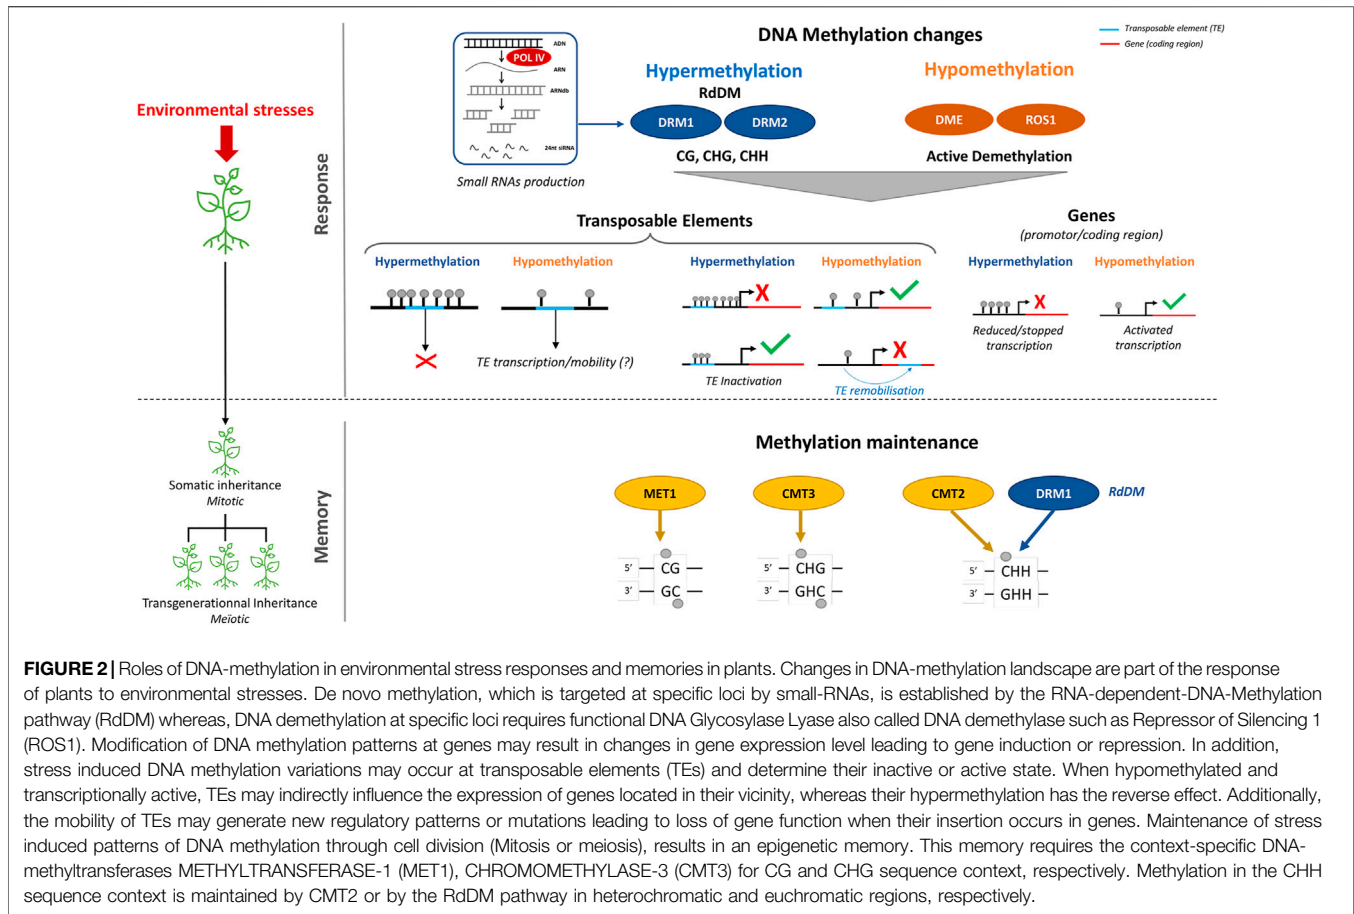 DNA Methylation changes
Transposable element (TE)
Gene (coding region)
Environmental stresses
Response
ADN
POL IV
ARN
ARNdb
24nt siRNA
Small RNAs production
Hypermethylation
RdDM
DRM1 DRM2
CG, CHG, CHH
Hypomethylation
DME ROS1
Active Demethylation
Transposable Elements
Genes
(promotor/coding region)
Hypermethylation Hypomethylation Hypermethylation Hypomethylation Hypermethylation Hypomethylation
X X
TE transcription/mobility (?)
Reduced/stopped
transcription
Activated
transcription
X X
TE Inactivation
TE remobilisation
Memory
Somatic inheritance
Mitotic
Transgenerationnal Inheritance
Meïotic
Methylation maintenance
MET1 CMT3 CMT2 DRM1 RdDM
5' CG
3' GC
5' CHG
3' GHC
5' CHH
3' GHH
FIGURE 2 | Roles of DNA-methylation in environmental stress responses and memories in plants. Changes in DNA-methylation landscape are part of the response
of plants to environmental stresses. De novo methylation, which is targeted at specific loci by small-RNAs, is established by the RNA-dependent-DNA-Methylation
pathway (RdDM) whereas, DNA demethylation at specific loci requires functional DNA Glycosylase Lyase also called DNA demethylase such as Repressor of Silencing 1
(ROS1). Modification of DNA methylation patterns at genes may result in changes in gene expression level leading to gene induction or repression. In addition,
stress induced DNA methylation variations may occur at transposable elements (TEs) and determine their inactive or active state. When hypomethylated and
transcriptionally active, TEs may indirectly influence the expression of genes located in their vicinity, whereas their hypermethylation has the reverse effect. Additionally,
the mobility of TEs may generate new regulatory patterns or mutations leading to loss of gene function when their insertion occurs in genes. Maintenance of stress
induced patterns of DNA methylation through cell division (Mitosis or meiosis), results in an epigenetic memory. This memory requires the context-specific DNA-
methyltransferases METHYLTRANSFERASE-1 (MET1), CHROMOMETHYLASE-3 (CMT3) for CG and CHG sequence context, respectively. Methylation in the CHH
sequence context is maintained by CMT2 or by the RdDM pathway in heterochromatic and euchromatic regions, respectively.